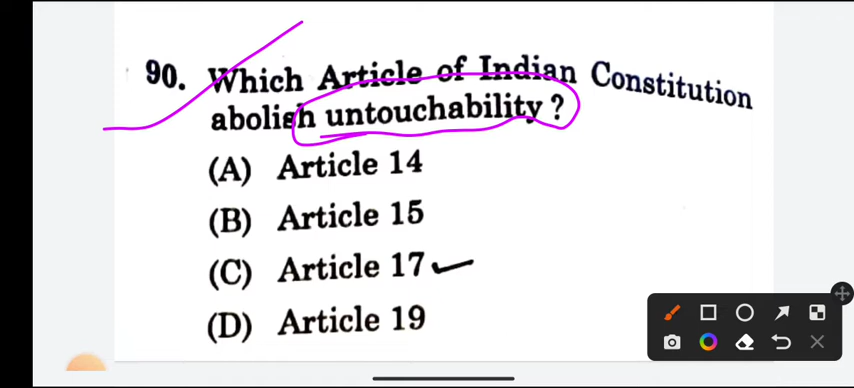 90. Which Article of Indian Constitution
abolish untouchability ?
(A) Article 14
(B) Article 15
(C) Article 17
(D) Article 19